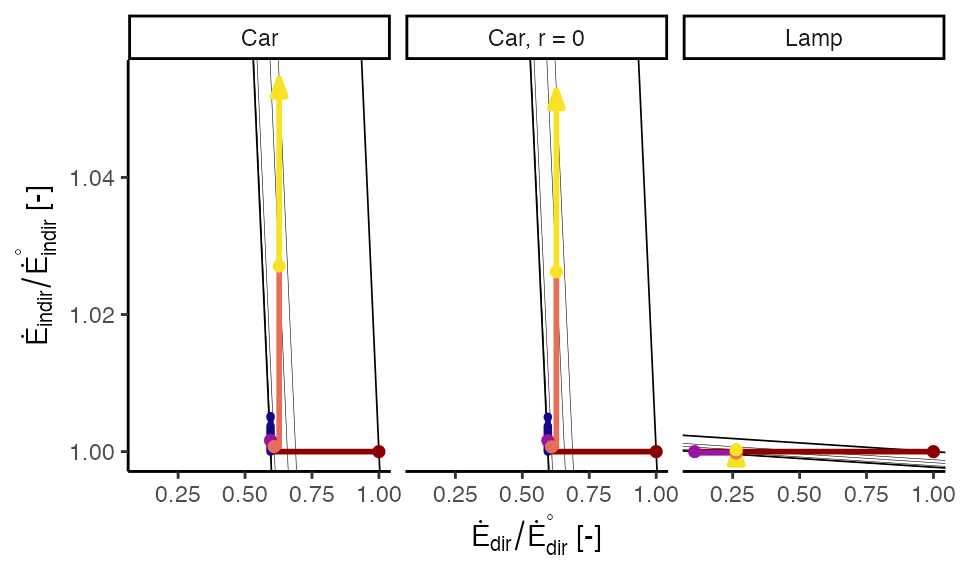 Car
Car, r = 0
Lamp
Ė_indir/Ė°_indir [-]
1.04
1.02
1.00
0.25 0.50 0.75 1.00 0.25 0.50 0.75 1.00 0.25 0.50 0.75 1.00
Ė_dir/Ė°_dir [-]